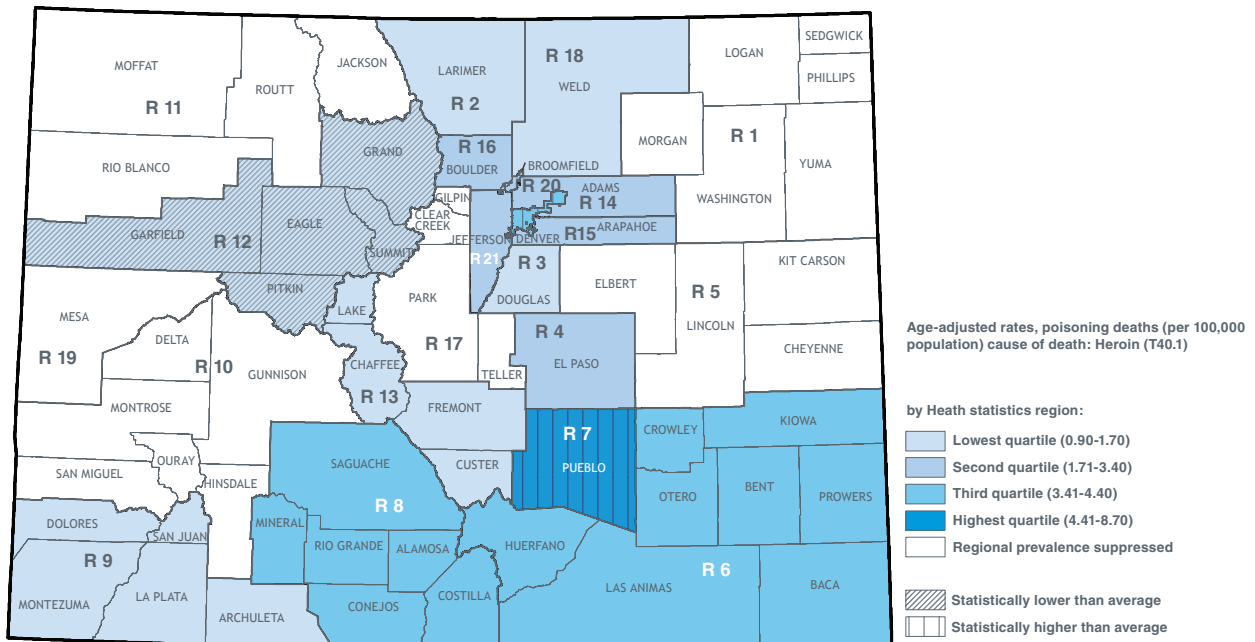 SEDGWICK
LOGAN
JACKSON
R 18
MOFFAT
LARIMER
PHILLIPS
ROUTT
WELD
R 11
R 2
R 1
MORGAN
R 16
GRAND
RIO BLANCO
BOULDER
BROOMFIELD
YUMA
R 20
ADAMS
GILPIN
WASHINGTON
R 14
CLEAR
CREEK
EAGLE
ARAPAHOE
GARFIELD
R 12
JEFFERSON
DENVER
R15
SUMMIT
R 21
R 3
KIT CARSON
ELBERT
R 5
PITKIN
PARK
DOUGLAS
LAKE
MESA
LINCOLN
R 4
DELTA
R 17
CHEYENNE
R 19
R 10
CHAFFEE
EL PASO
GUNNISON
TELLER
R 13
MONTROSE
FREMONT
KIOWA
CROWLEY
R 7
OURAY
SAGUACHE
CUSTER
PUEBLO
SAN MIGUEL
HINSDALE
BENT
OTERO
PROWERS
R 8
DOLORES
MINERAL
SAN JUAN
RIO GRANDE
ALAMOSA
HUERFANO
R 9
R 6
BACA
LAS ANIMAS
LA PLATA
COSTILLA
MONTEZUMA
CONEJOS
ARCHULETA
Age-adjusted rates, poisoning deaths (per 100,000
population) cause of death: Heroin (T40.1)
by Heath statistics region:
Lowest quartile (0.90-1.70)
Second quartile (1.71-3.40)
Third quartile (3.41-4.40)
Highest quartile (4.41-8.70)
Regional prevalence suppressed
Statistically lower than average
Statistically higher than average